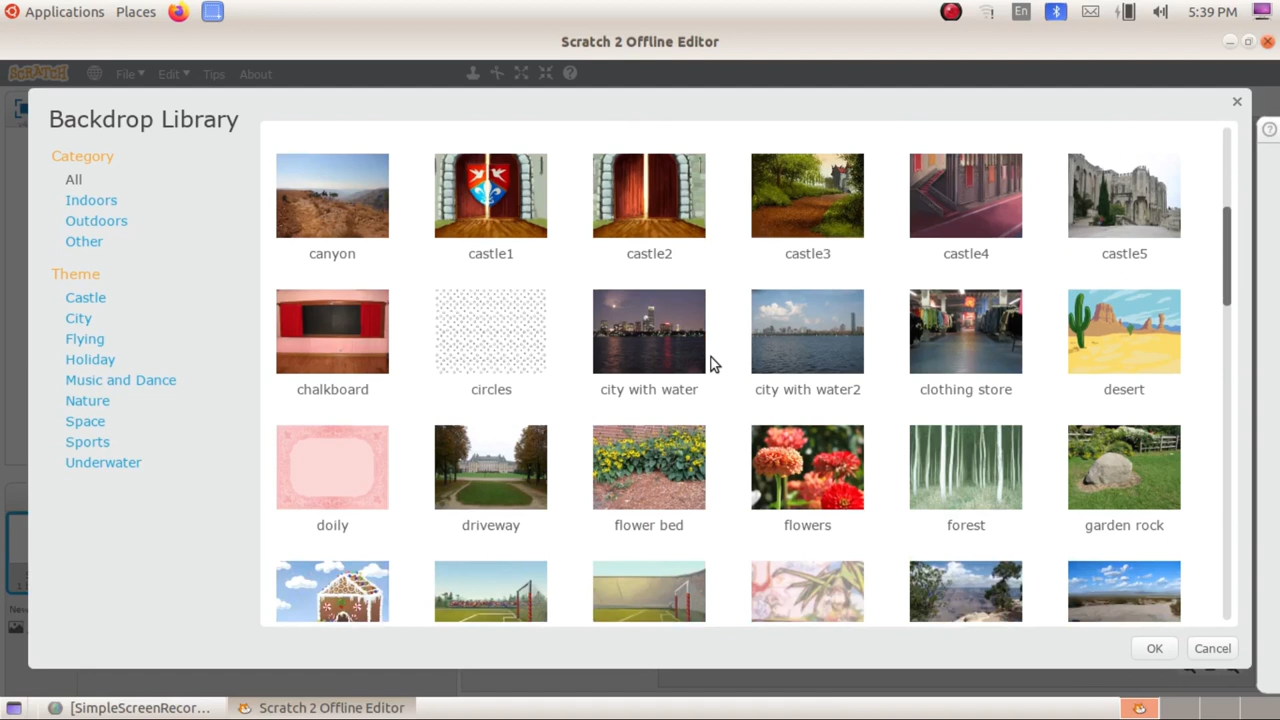 Applications Places En 5:39 PM
Scratch 2 Offline Editor
SCRATCH File Edit Tips About
Backdrop Library
Category
All
Indoors
Outdoors
Other
Theme
Castle
City
Flying
Holiday
Music and Dance
Nature
Space
Sports
Underwater
canyon castle1 castle2 castle3 castle4 castle5
chalkboard circles city with water city with water2 clothing store desert
doily driveway flower bed flowers forest garden rock
OK Cancel
[SimpleScreenRecor... Scratch 2 Offline Editor